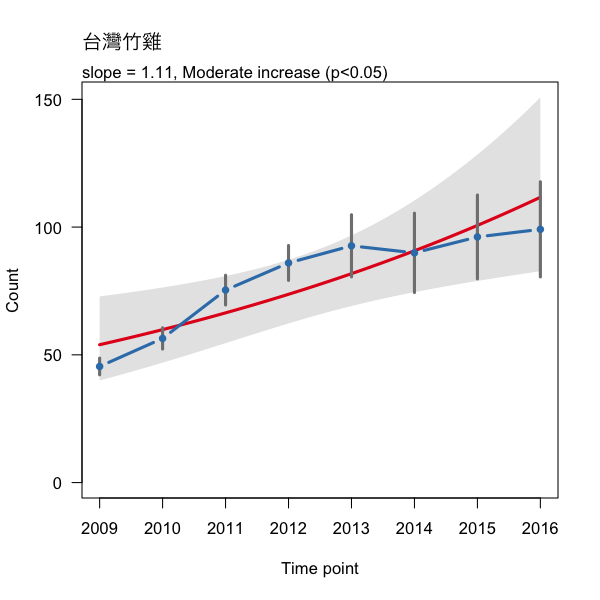 台灣竹雞
slope = 1.11, Moderate increase (p<0.05)
150
100
50
0
Count
2009 2010 2011 2012 2013 2014 2015 2016
Time point